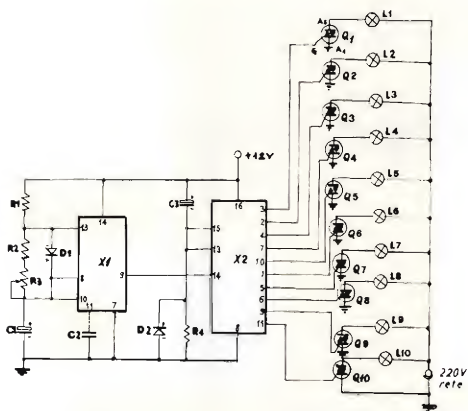 L1
A2
Q1
G
A1
L2
Q2
L3
Q3
L4
Q4
+12V
L5
Q5
R1
C3
16
3
L6
14
2
Q6
13
15
4
L7
R2
X1
13
X2
7
Q7
D1
10
L8
8
9
14
1
Q8
R3
10
5
6
L9
11
7
9
C1
C2
D2
R4
8
11
Q9
L10
Q10
220V
rete